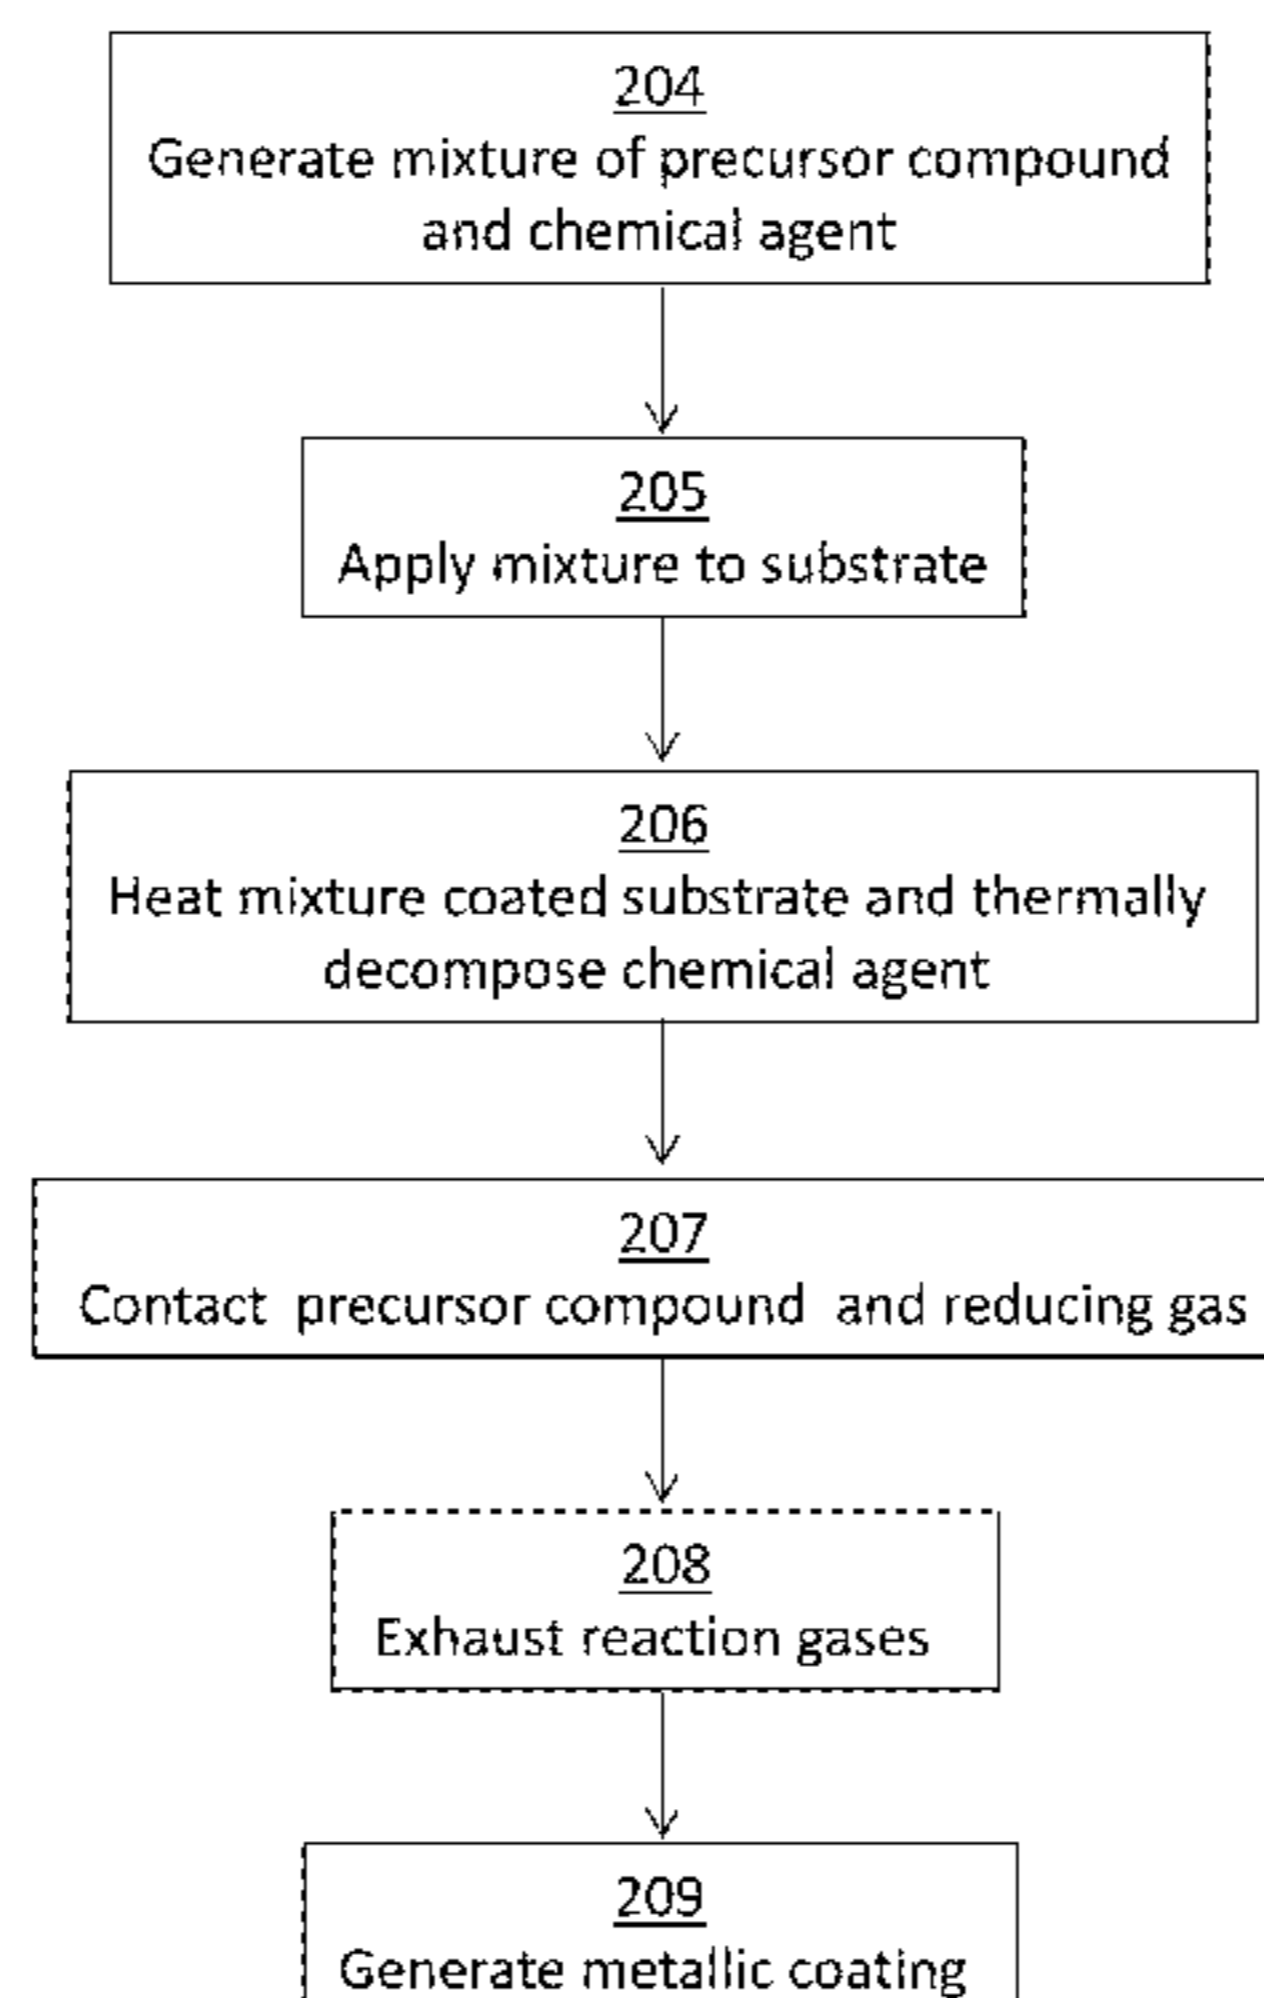 204
Generate mixture of precursor compound
and chemical agent
205
Apply mixture to substrate
206
Heat mixture coated substrate and thermally
decompose chemical agent
207
Contact precursor compound and reducing gas
208
Exhaust reaction gases
209
Generate metallic coating